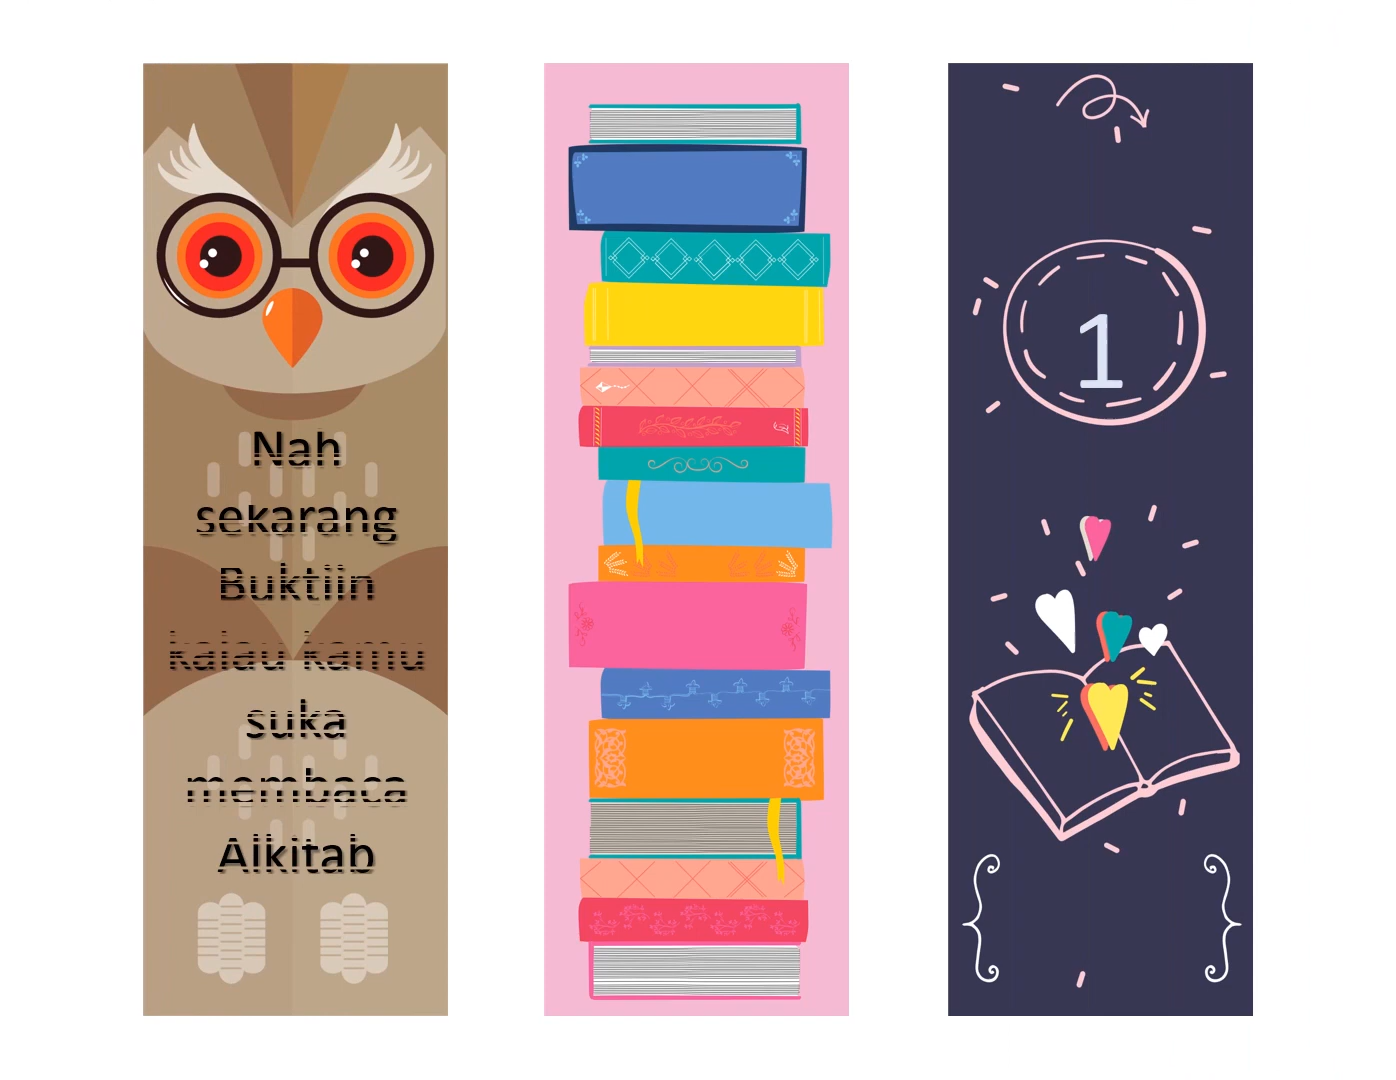 Nah
sekarang
Buktiin
kalau kamu
suka
membaca
Alkitab
1